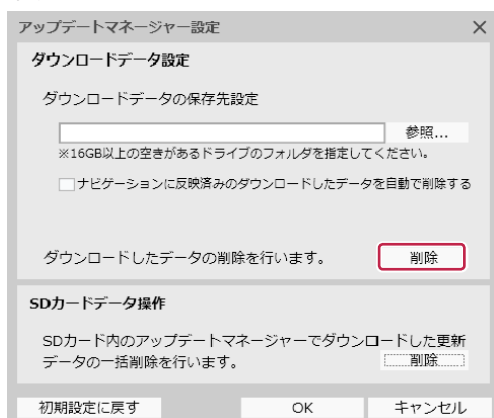 アップデートマネージャー設定
ダウンロードデータ設定
ダウンロードデータの保存先設定
参照...
※16GB以上の空きがあるドライブのフォルダを指定してください。
ナビゲーションに反映済みのダウンロードしたデータを自動で削除する
ダウンロードしたデータの削除を行います。 削除
SDカードデータ操作
SDカード内のアップデートマネージャーでダウンロードした更新
データの一括削除を行います。 削除
初期設定に戻す OK キャンセル